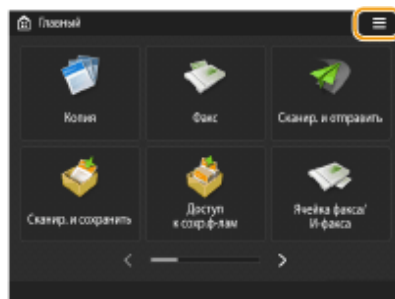 Главный
Копия
Факс
Сканир. и отправить
Сканир. и сохранить
Доступ
к сохр.ф-лам
Ячейка факса/
И-факса